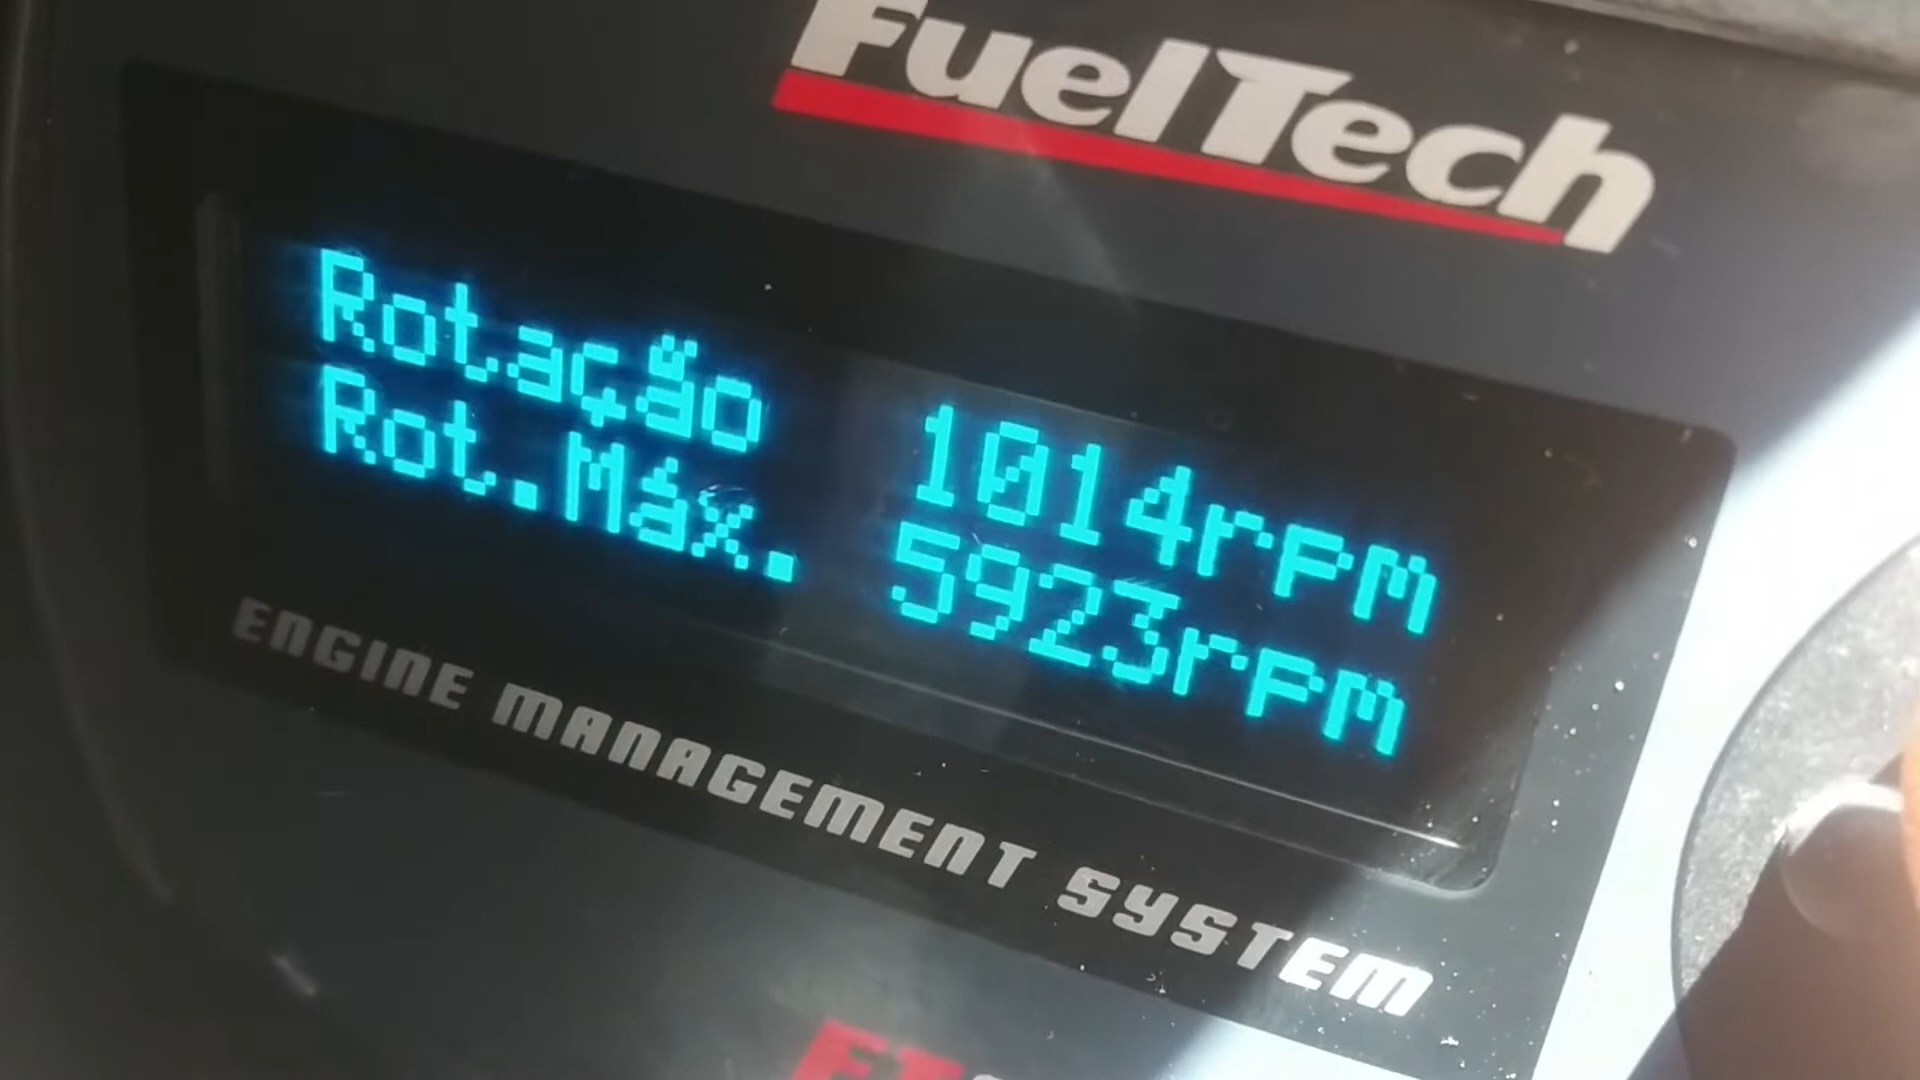 FuelTech
Rotação 1014rpm
Rot.Máx. 5923rpm
ENGINE MANAGEMENT SYSTEM